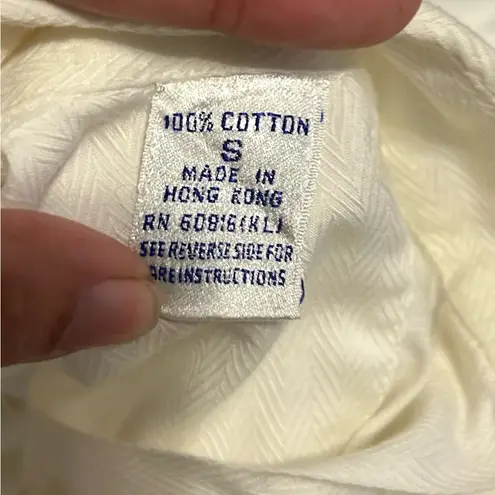 100% COTTON
S
MADE IN
HONG KONG
RN 60816(KL)
SEE REVERSE SIDE FOR
CARE INSTRUCTIONS